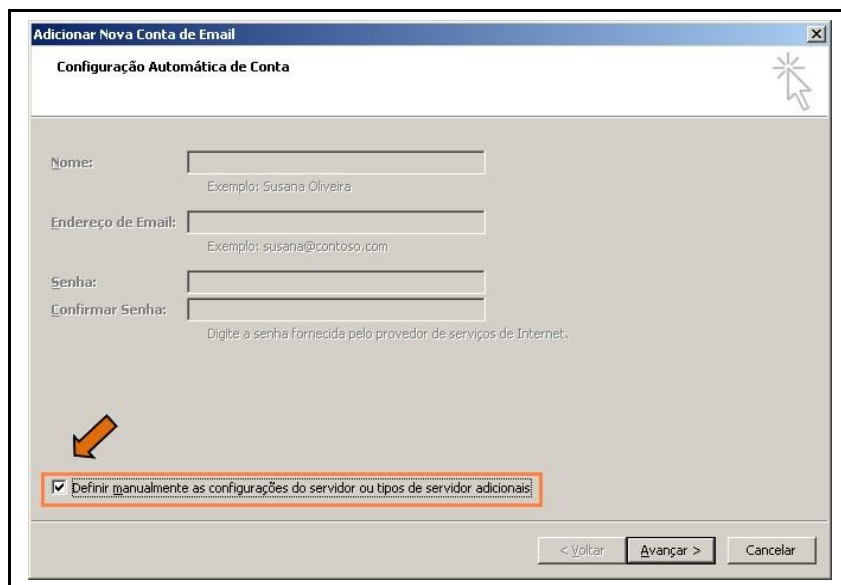 Adicionar Nova Conta de Email
Configuração Automática de Conta
Nome:
Exemplo: Susana Oliveira
Endereço de Email:
Exemplo: susana@contoso.com
Senha:
Confirmar Senha:
Digite a senha fornecida pelo provedor de serviços de Internet.
Definir manualmente as configurações do servidor ou tipos de servidor adicionais
< Voltar Avançar > Cancelar